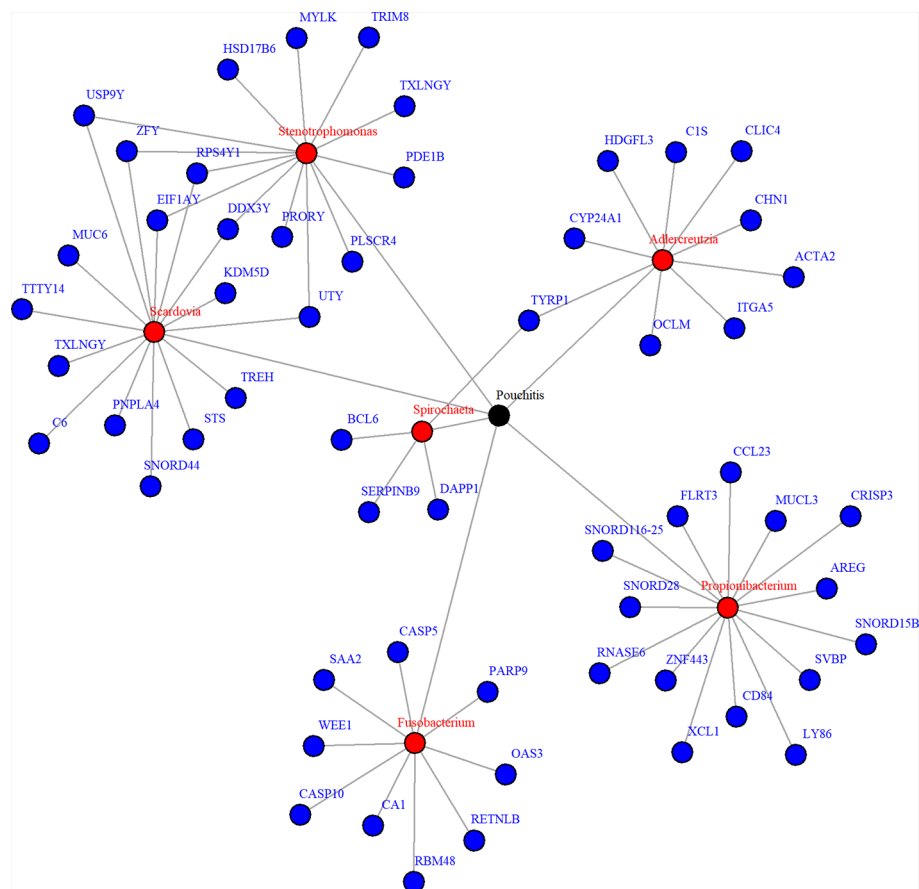 MYLK
TRIM8
HSD17B6
TXLNGY
USP9Y
ZFY
Stenotrophomonas
RPS4Y1
PDE1B
HDGFL3
C1S
CLIC4
EIF1AY
DDX3Y
PRORY
PLSCR4
CYP24A1
CHN1
Adlercreutzia
ACTA2
MUC6
KDM5D
TTTY14
Scardovia
UTY
TYRP1
OCLM
ITGA5
TXLNGY
TREH
Pouchitis
PNPLA4
STS
C6
BCL6
Spirochaeta
SNORD44
SERPINB9
DAPP1
CCL23
FLRT3
MUCL3
CRISP3
SNORD116-25
SNORD28
Propionibacterium
AREG
SNORD15B
RNASE6
ZNF443
SVBP
CD84
XCL1
LY86
CASP5
SAA2
PARP9
WEE1
Fusobacterium
OAS3
CASP10
CA1
RETNLB
RBM48